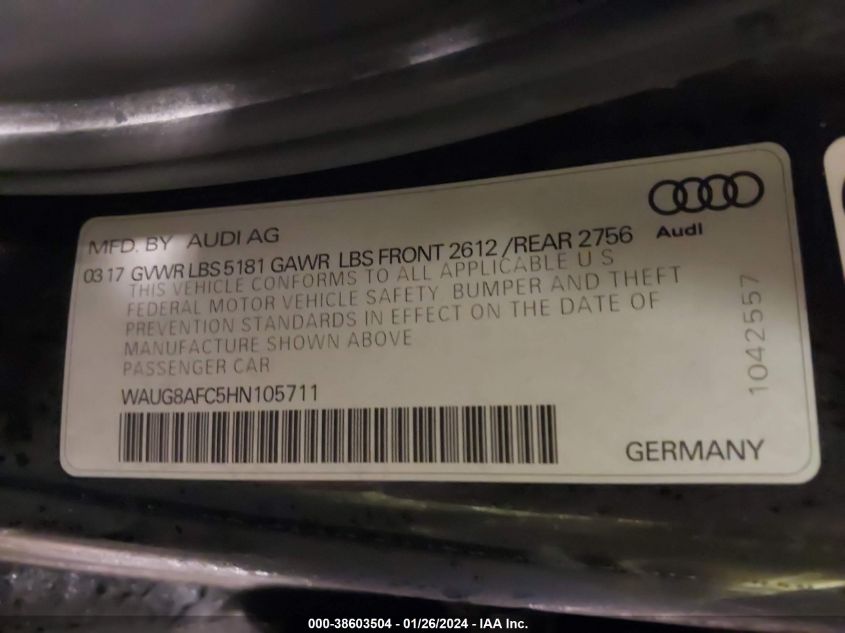 MFD. BY AUDI AG
Audi
03 17 GVWR LBS 5181 GAWR LBS FRONT 2612 /REAR 2756
THIS VEHICLE CONFORMS TO ALL APPLICABLE U S
FEDERAL MOTOR VEHICLE SAFETY, BUMPER AND THEFT
PREVENTION STANDARDS IN EFFECT ON THE DATE OF
MANUFACTURE SHOWN ABOVE
PASSENGER CAR
WAUG8AFC5HN105711
1042557
GERMANY
000-38603504 - 01/26/2024 - IAA Inc.